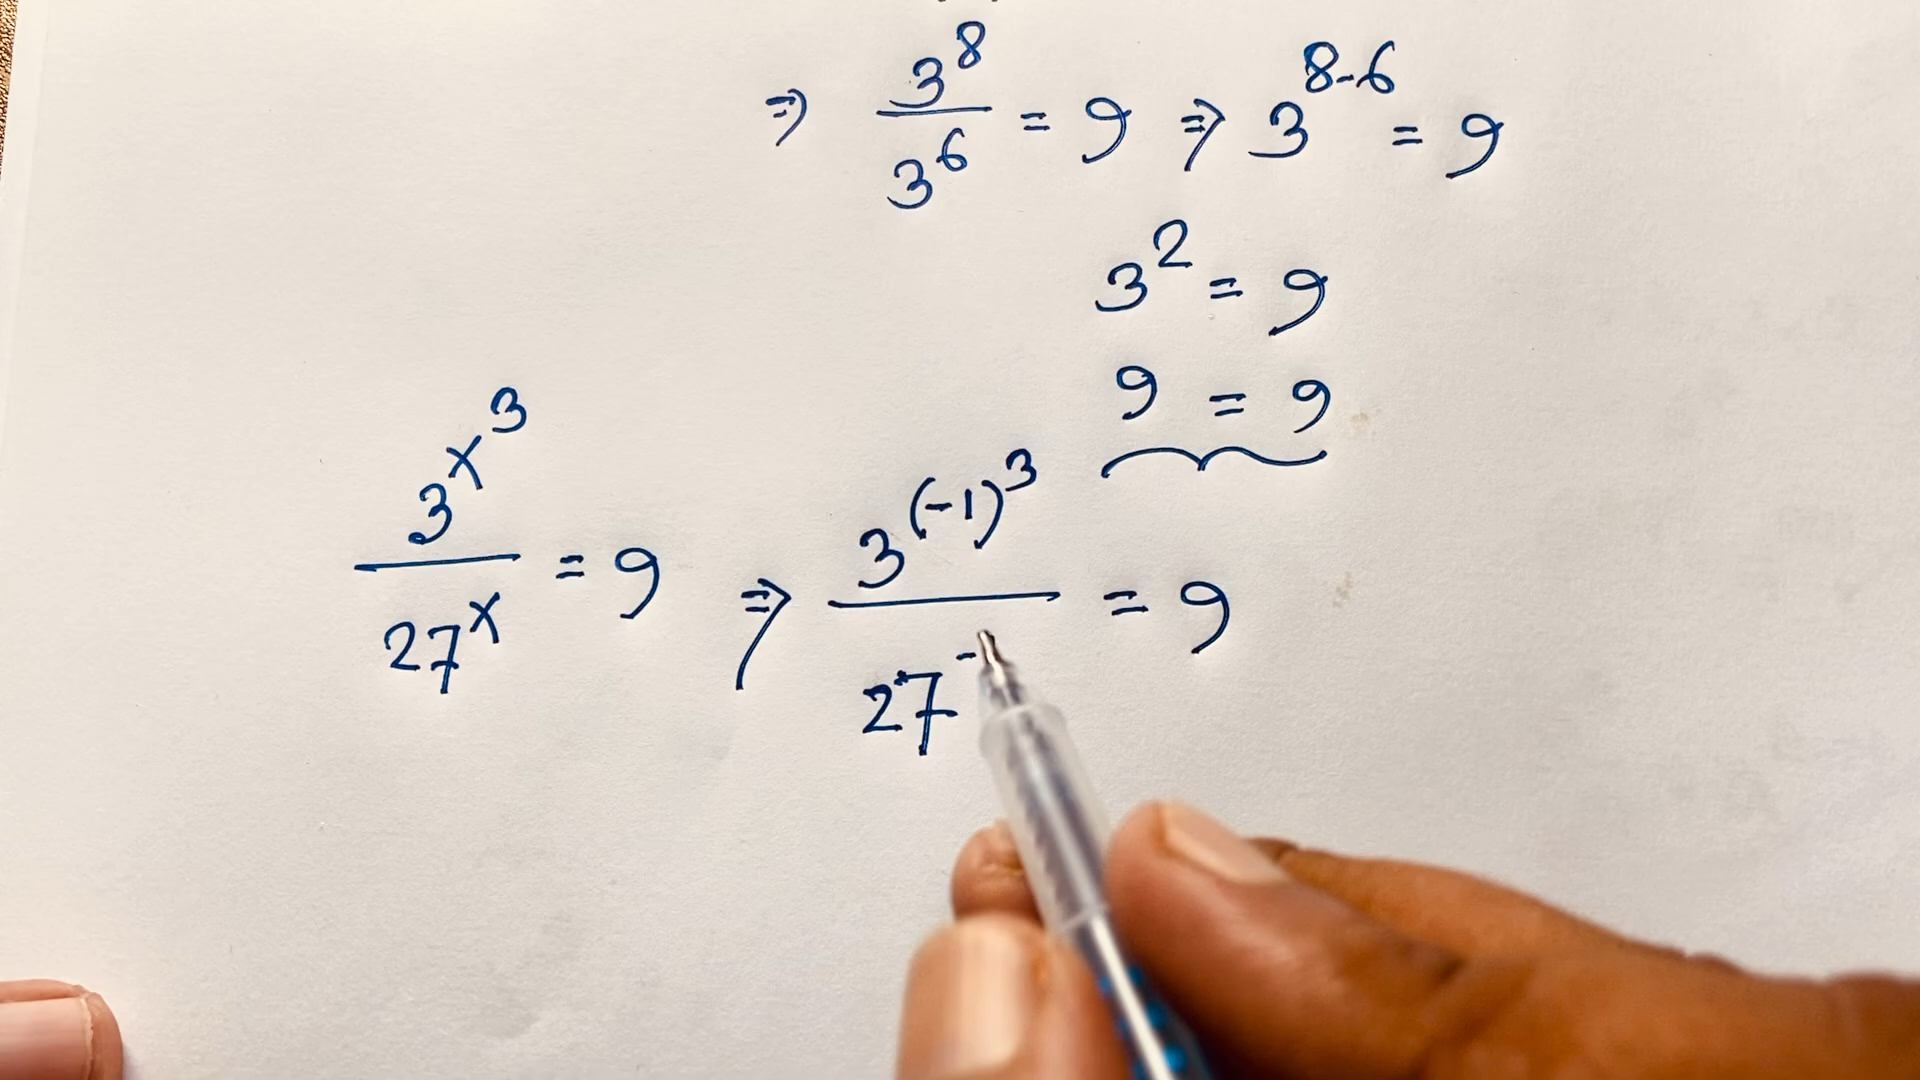 ⇒ 3^8/3^6 = 9 ⇒ 3^(8-6) = 9
3^2 = 9
9 = 9
3^(x^3)/27^x = 9 ⇒ 3^((-1)^3)/27^- = 9